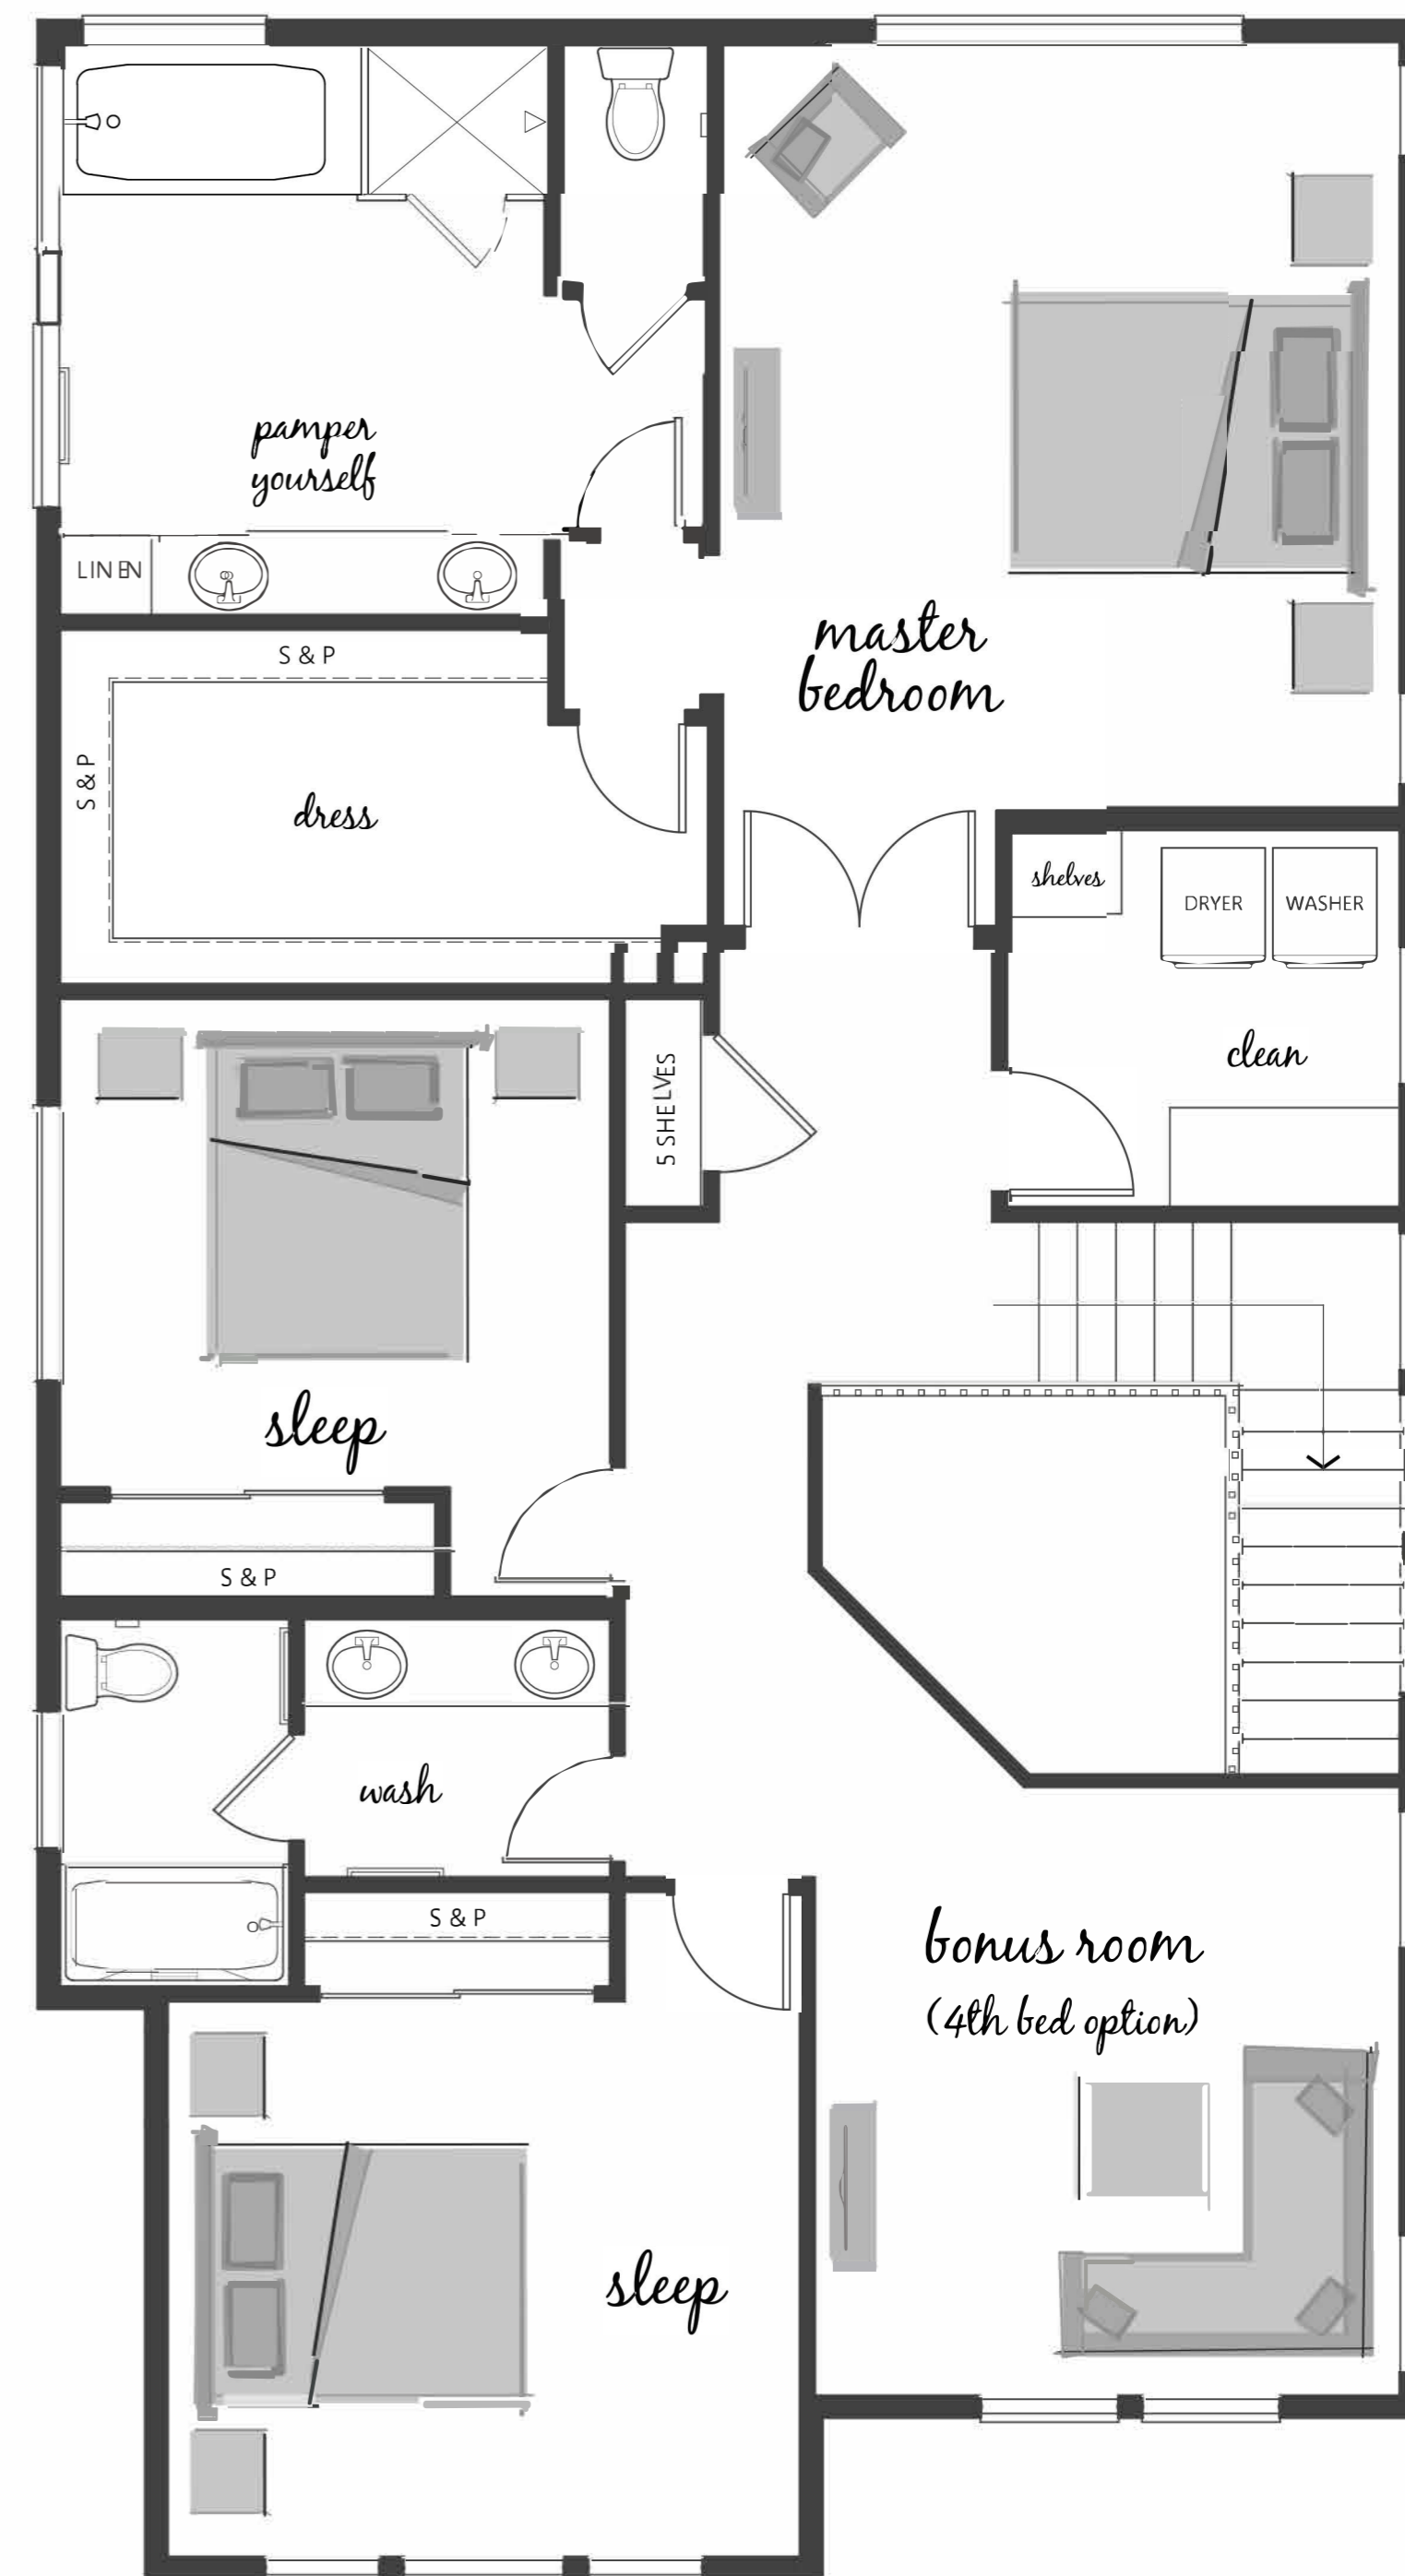 pamper
yourself
LINEN
master
bedroom
S & P
S & P
dress
shelves
DRYER
WASHER
clean
5 SHELVES
sleep
S & P
wash
S & P
bonus room
(4th bed option)
sleep